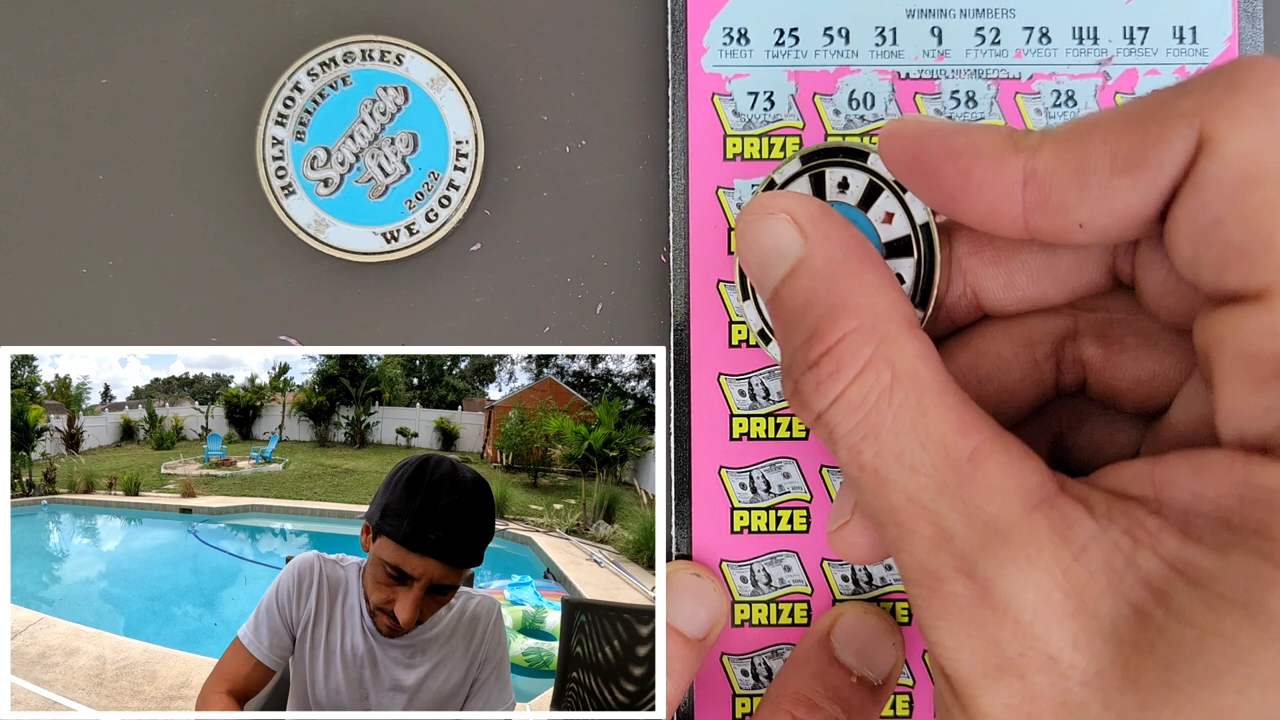 HOLY HOT SMOKES
BELIEVE
Scratch
Life
2022
WE GOT IT!
WINNING NUMBERS
38 25 59 31 9 52 78 44 47 41
THEGT TWYFIV FTYNIN THONE NINE FTYTWO SVYEGT FORFOR FORSEV FORONE
YOUR NUMBERS
73 60 58 28
PRIZE
PRIZE
PRIZE
PRIZE
PRIZE